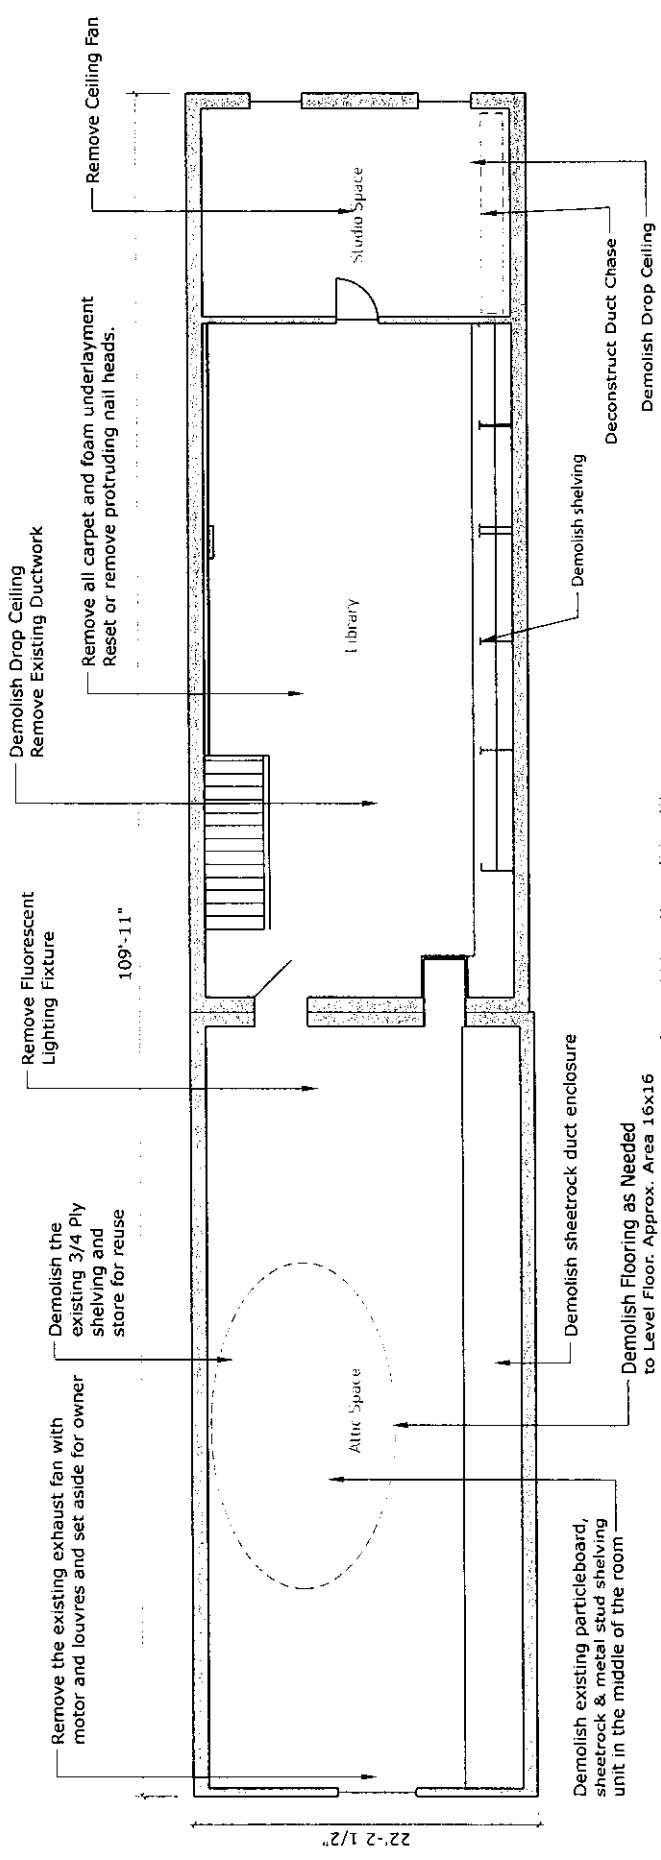 Remove the existing exhaust fan with
motor and louvres and set aside for owner
Demolish the
existing 3/4 Ply
shelving and
store for reuse
Remove Fluorescent
Lighting Fixture
Demolish Drop Ceiling
Remove Existing Ductwork
Remove all carpet and foam underlayment
Reset or remove protruding nail heads.
Remove Ceiling Fan
109'-11"
22'-2 1/2"
Attic Space
Library
Studio Space
Demolish existing particleboard,
sheetrock & metal stud shelving
unit in the middle of the room
Demolish Flooring as Needed
to Level Floor. Approx. Area 16x16
Demolish sheetrock duct enclosure
Demolish shelving
Deconstruct Duct Chase
Demolish Drop Ceiling